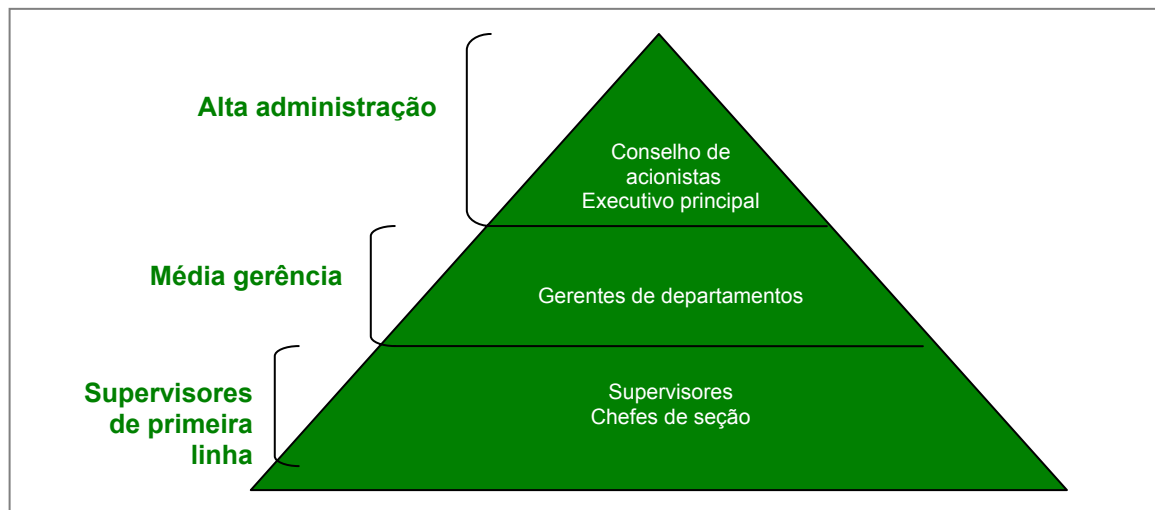 Alta administração
Conselho de
acionistas
Executivo principal
Média gerência
Gerentes de departamentos
Supervisores
de primeira
linha
Supervisores
Chefes de seção